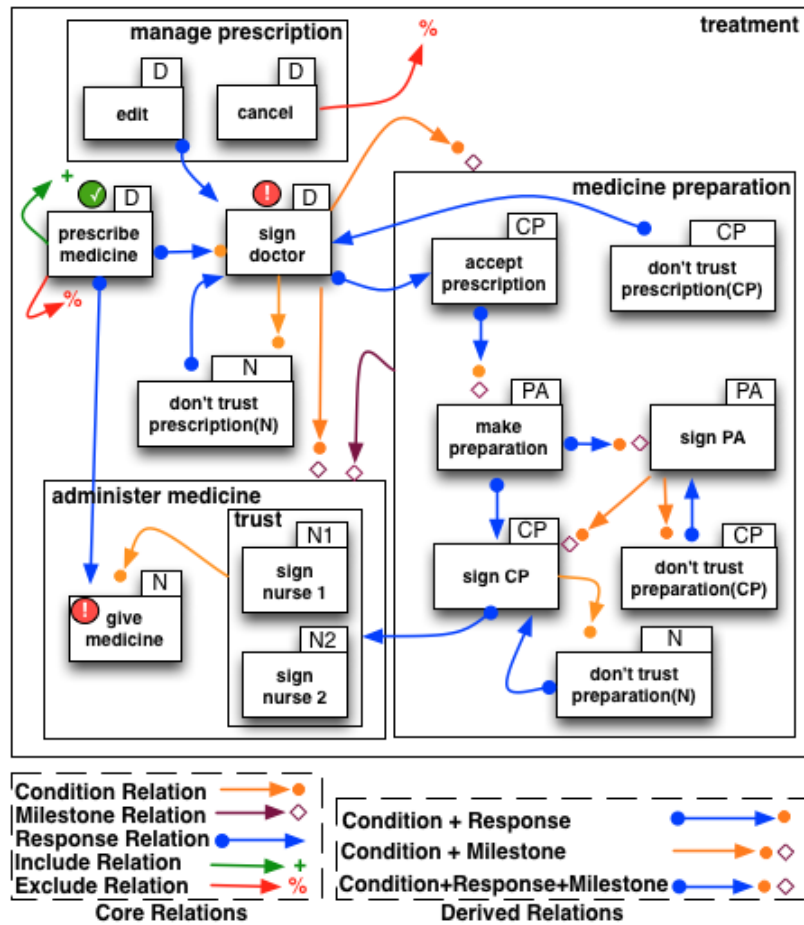 treatment
manage prescription
D
edit
D
cancel
%
+
✓
D
prescribe
medicine
%
!
D
sign
doctor
N
don't trust
prescription(N)
medicine preparation
CP
accept
prescription
CP
don't trust
prescription(CP)
PA
make
preparation
PA
sign PA
CP
sign CP
CP
don't trust
preparation(CP)
N
don't trust
preparation(N)
administer medicine
trust
N1
sign
nurse 1
N2
sign
nurse 2
N
!
give
medicine
Condition Relation
Milestone Relation
Response Relation
Include Relation +
Exclude Relation %
Core Relations
Condition + Response
Condition + Milestone
Condition+Response+Milestone
Derived Relations